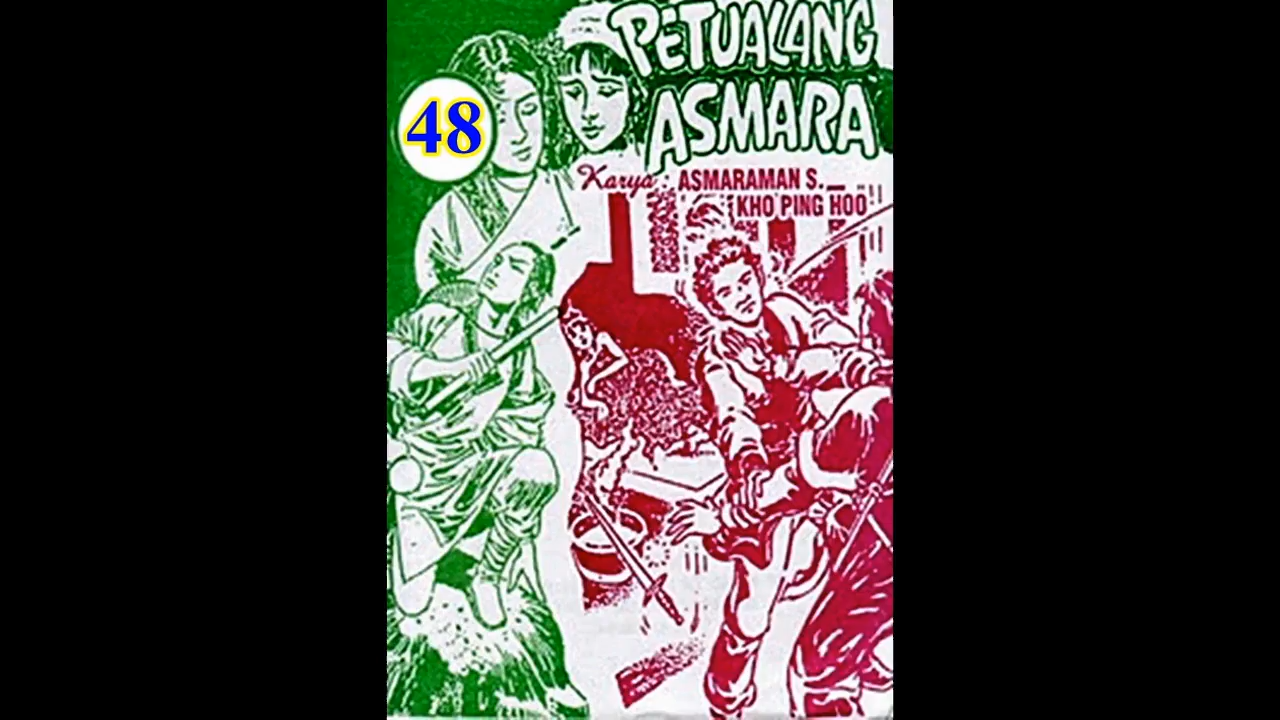 PETUALANG
ASMARA
48
Karya : ASMARAMAN S.
KHO PING HOO